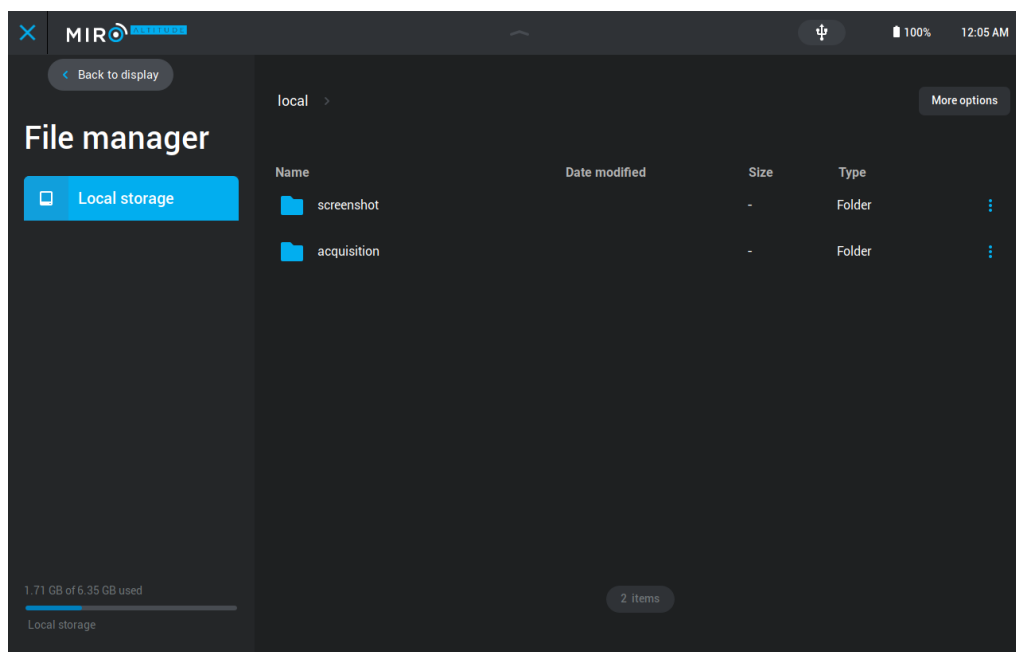 MIRO ALTITUDE 100% 12:05 AM
Back to display
local
More options
File manager
Name Date modified Size Type
Local storage
screenshot - Folder
acquisition - Folder
1.71 GB of 6.35 GB used
2 items
Local storage